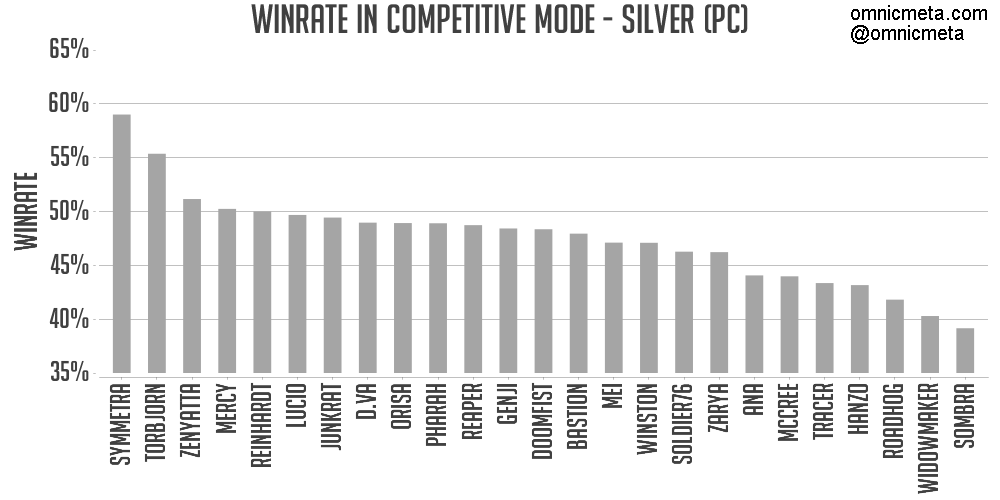 WINRATE IN COMPETITIVE MODE - SILVER (PC)
omnicmeta.com
@omnicmeta
65%
60%
55%
50%
45%
40%
35%
WINRATE
SYMMETRA
TORBJORN
ZENYATTA
MERCY
REINHARDT
LUCIO
JUNKRAT
D.VA
ORISA
PHARAH
REAPER
GENJI
DOOMFIST
BASTION
MEI
WINSTON
SOLDIER76
ZARYA
ANA
MCCREE
TRACER
HANZO
ROADHOG
WIDOWMAKER
SOMBRA